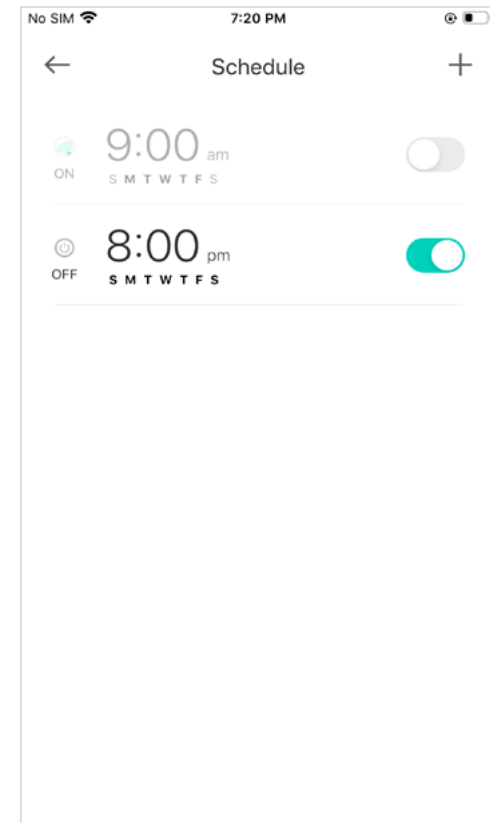 No SIM 7:20 PM
Schedule
9:00 am
ON
S M T W T F S
8:00 pm
OFF
S M T W T F S